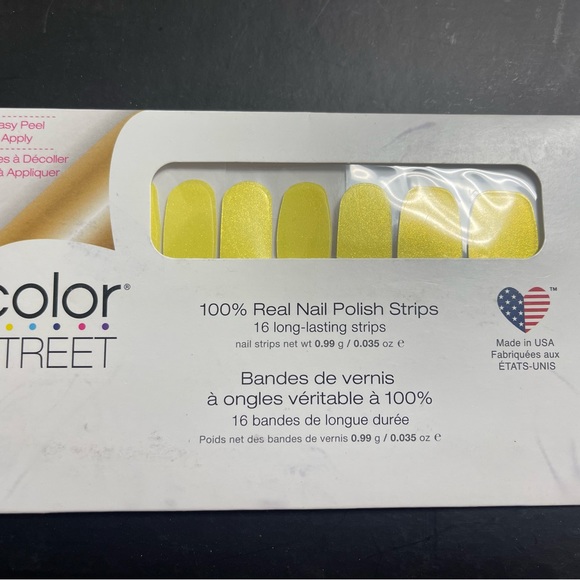 asy Peel
Apply
es à Décoller
à Appliquer
color®
TREET
100% Real Nail Polish Strips
16 long-lasting strips
nail strips net wt 0.99 g / 0.035 oz ℮
Bandes de vernis
à ongles véritable à 100%
16 bandes de longue durée
Poids net des bandes de vernis 0.99 g / 0.035 oz ℮
™
Made in USA
Fabriquées aux
ÉTATS-UNIS